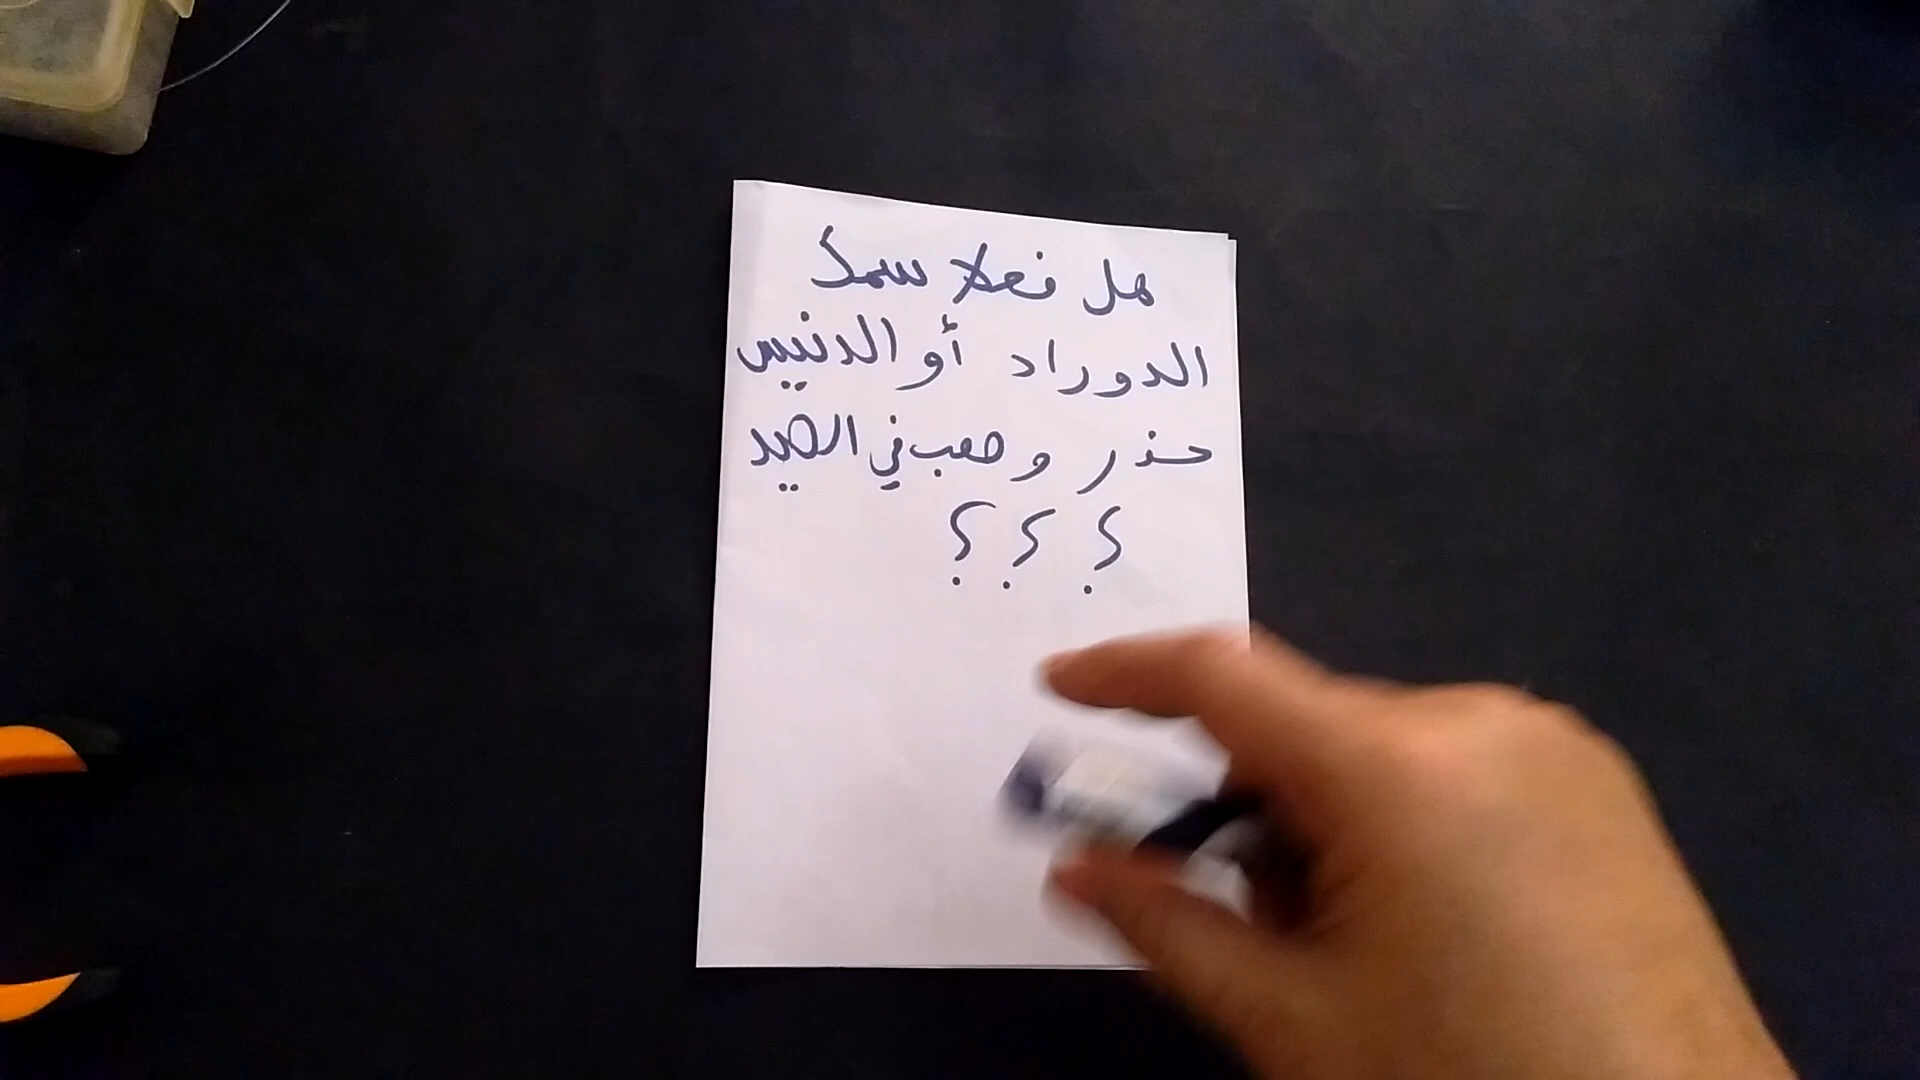 هل فعلا سمك
الدوراد أو الدنيس
حذر وصعب في الصيد
؟ ؟ ؟